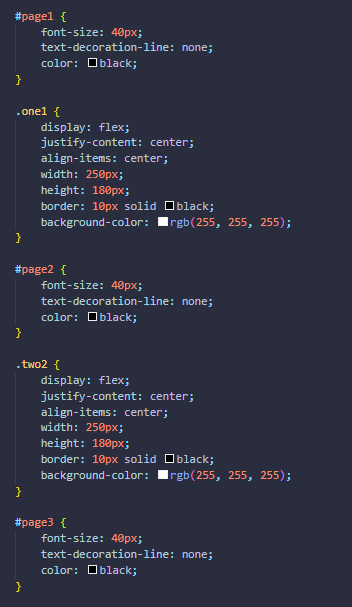 #page1 {
    font-size: 40px;
    text-decoration-line: none;
    color: black;
}
.one1 {
    display: flex;
    justify-content: center;
    align-items: center;
    width: 250px;
    height: 180px;
    border: 10px solid black;
    background-color: rgb(255, 255, 255);
}
#page2 {
    font-size: 40px;
    text-decoration-line: none;
    color: black;
}
.two2 {
    display: flex;
    justify-content: center;
    align-items: center;
    width: 250px;
    height: 180px;
    border: 10px solid black;
    background-color: rgb(255, 255, 255);
}
#page3 {
    font-size: 40px;
    text-decoration-line: none;
    color: black;
}